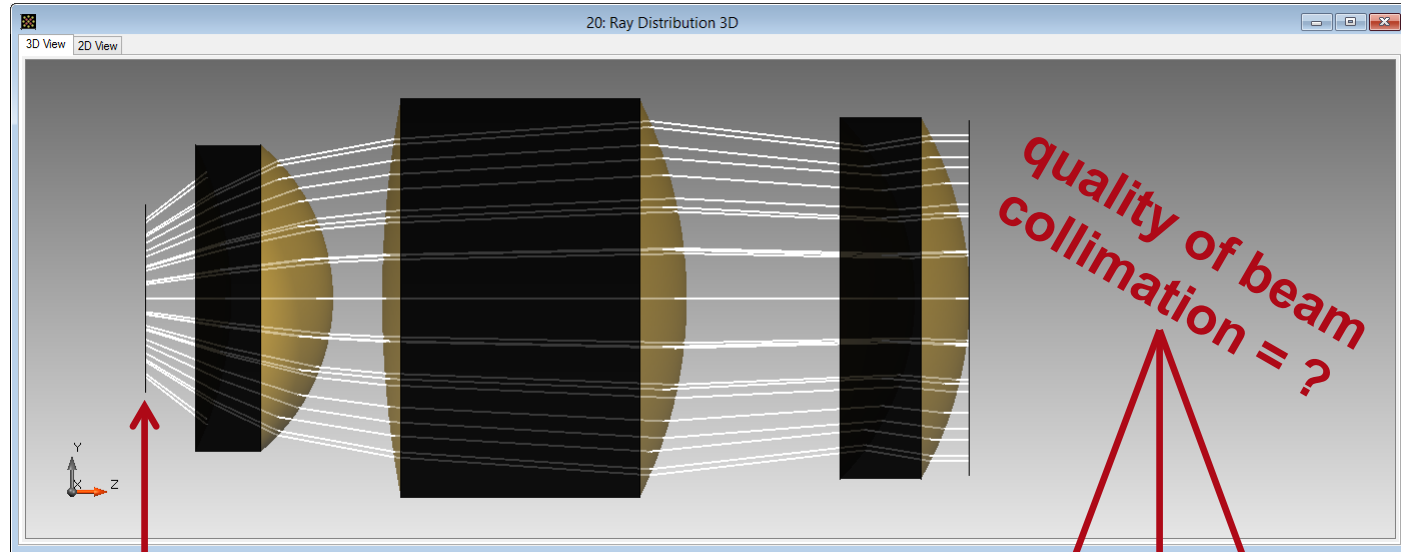 20: Ray Distribution 3D
3D View 2D View
quality of beam
collimation = ?
Y
X Z